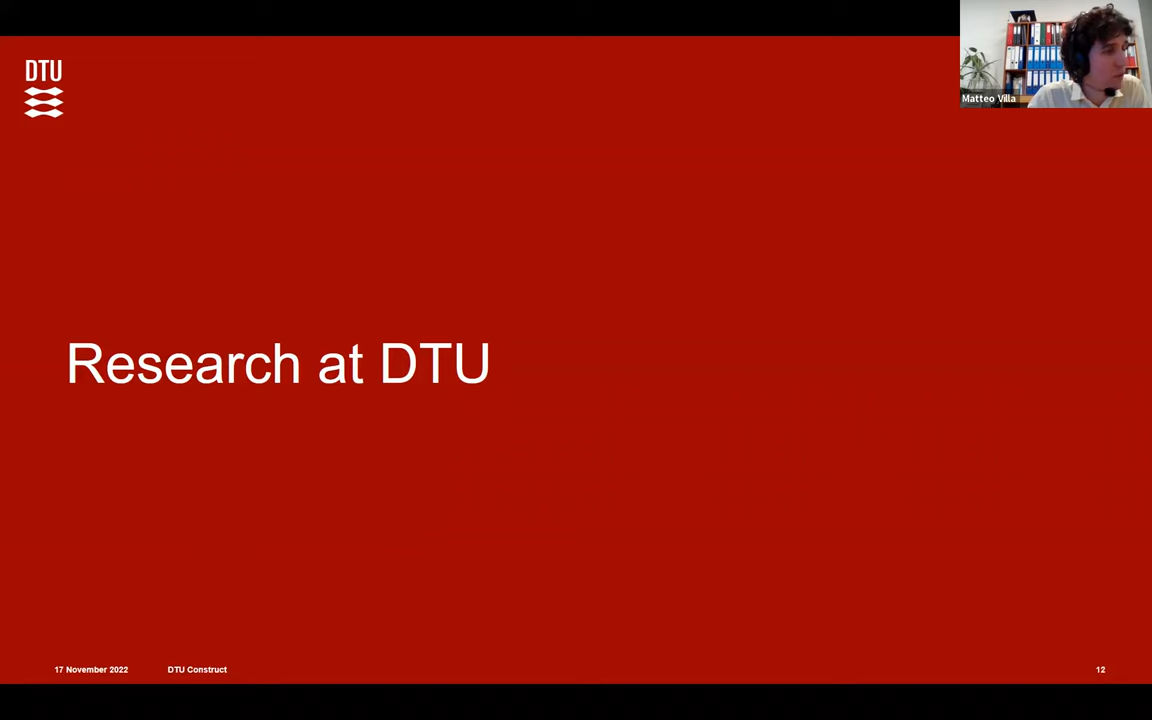 DTU
Matteo Villa
Research at DTU
17 November 2022
DTU Construct
12